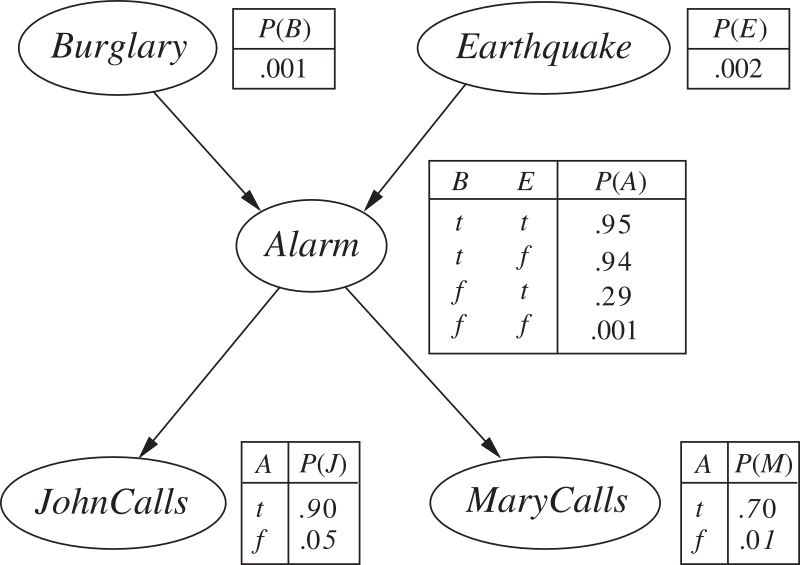 Burglary
P(B)
.001
Earthquake
P(E)
.002
Alarm
B E P(A)
t t .95
t f .94
f t .29
f f .001
JohnCalls
A P(J)
t .90
f .05
MaryCalls
A P(M)
t .70
f .01